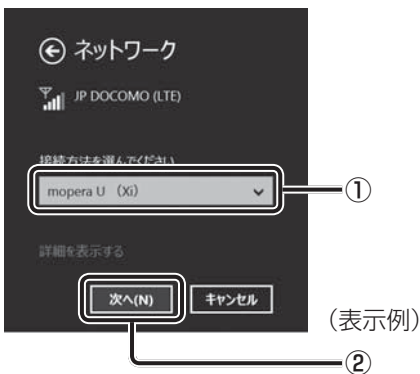 ネットワーク
JP DOCOMO (LTE)
接続方法を選んでください
mopera U (Xi)
①
詳細を表示する
次へ(N) キャンセル
(表示例)
②